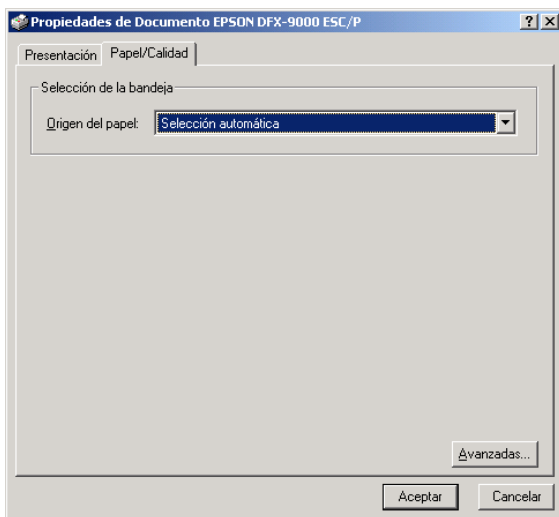 Propiedades de Documento EPSON DFX-9000 ESC/P
Presentación Papel/Calidad
Selección de la bandeja
Origen del papel: Selección automática
Avanzadas...
Aceptar Cancelar